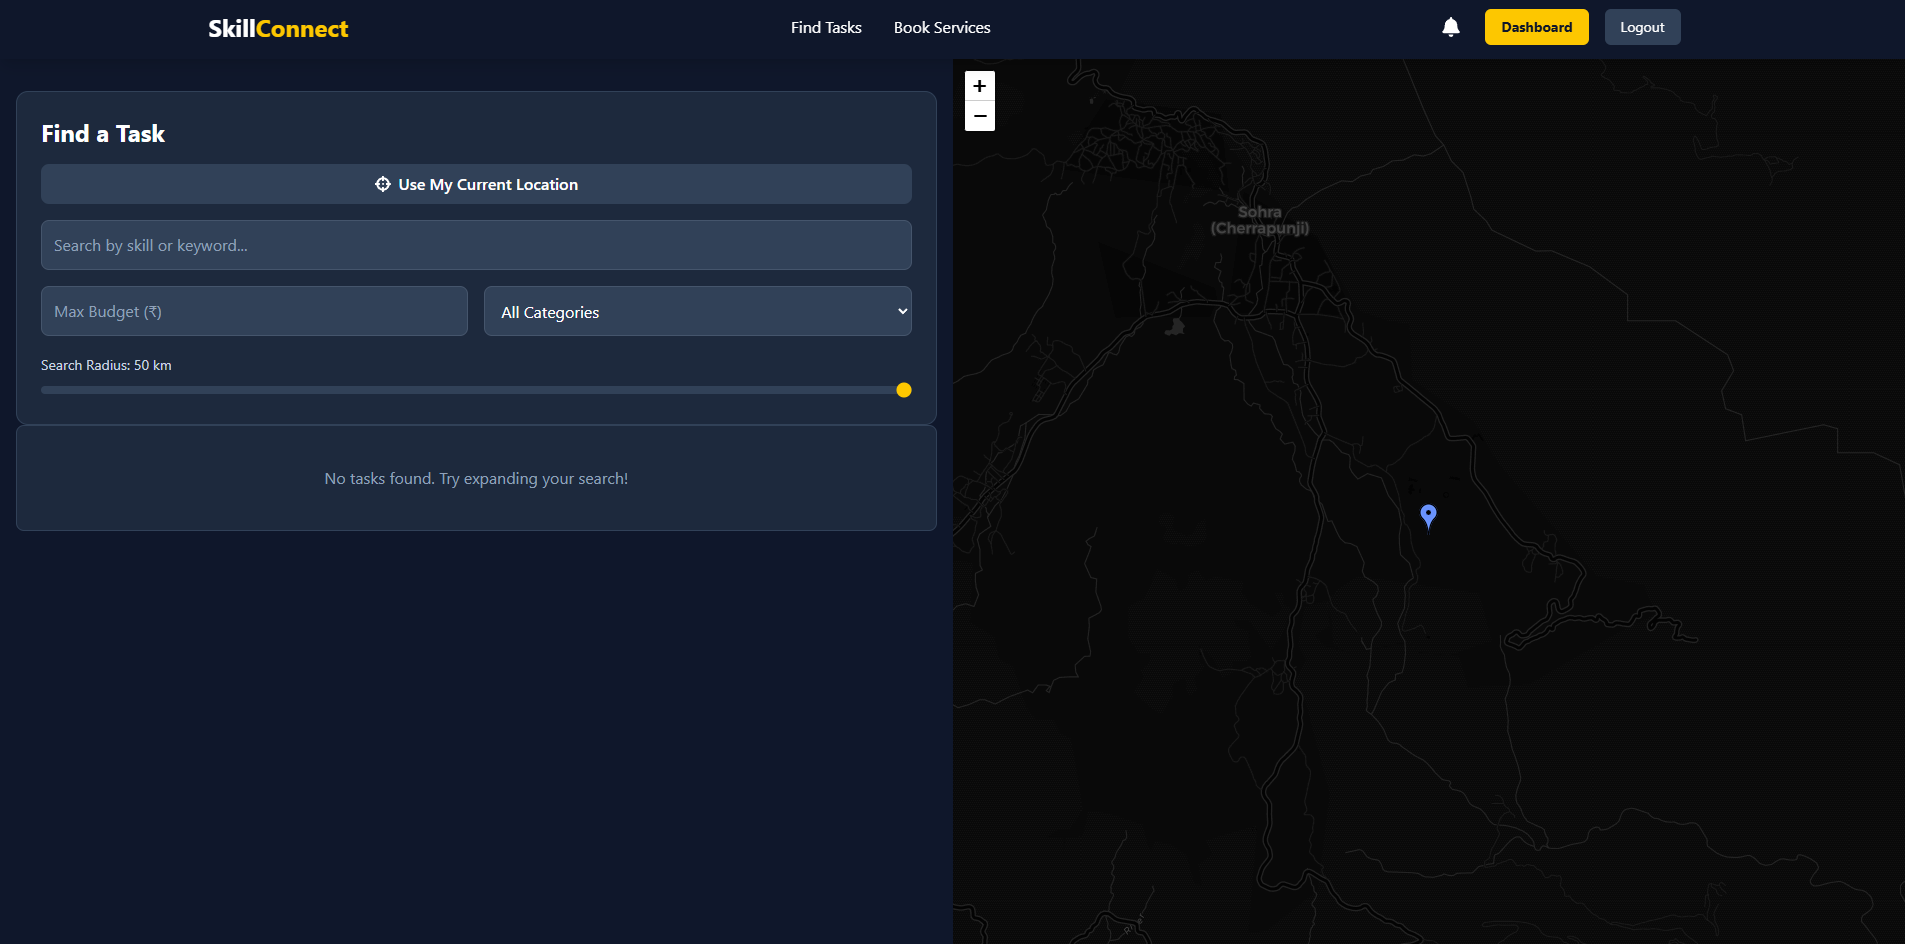 SkillConnect
Find Tasks
Book Services
Dashboard
Logout
Find a Task
Use My Current Location
Search by skill or keyword...
Max Budget (₹)
All Categories
Search Radius: 50 km
No tasks found. Try expanding your search!
+
−
Sohra
(Cherrapunji)